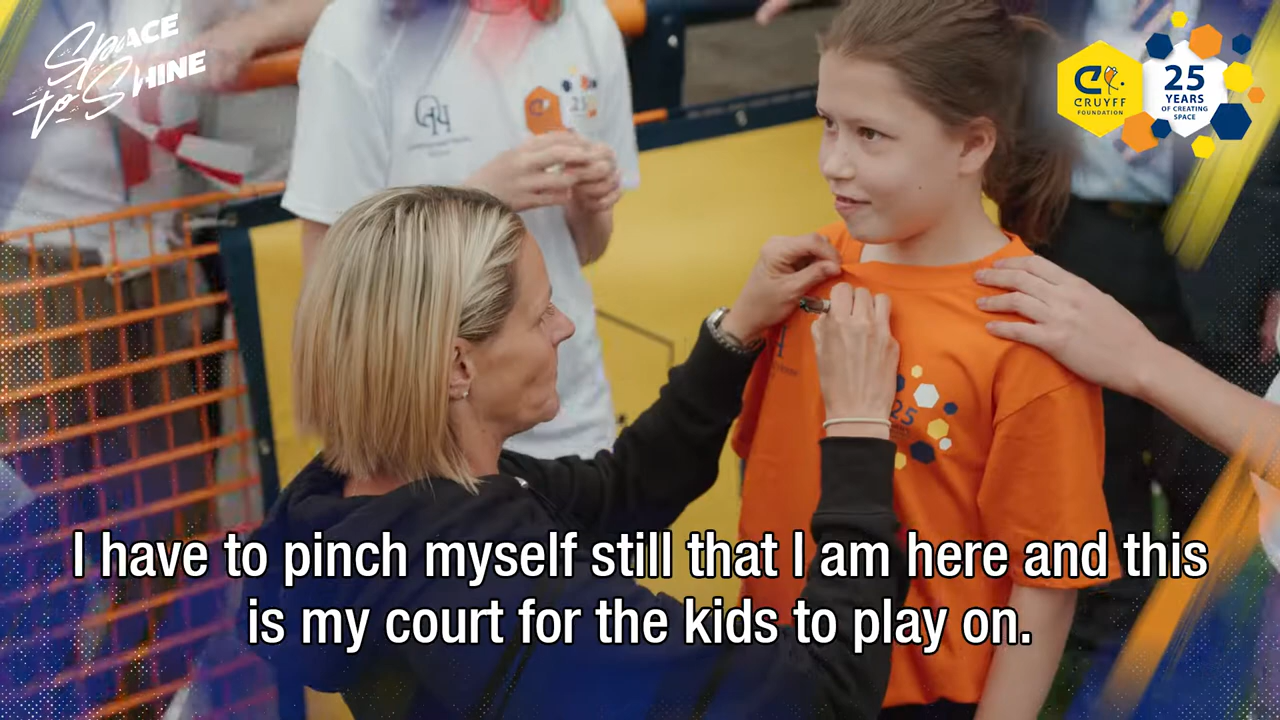 SPACE
to SHINE
CRUYFF
FOUNDATION
25
YEARS
OF CREATING
SPACE
25
I have to pinch myself still that I am here and this
is my court for the kids to play on.